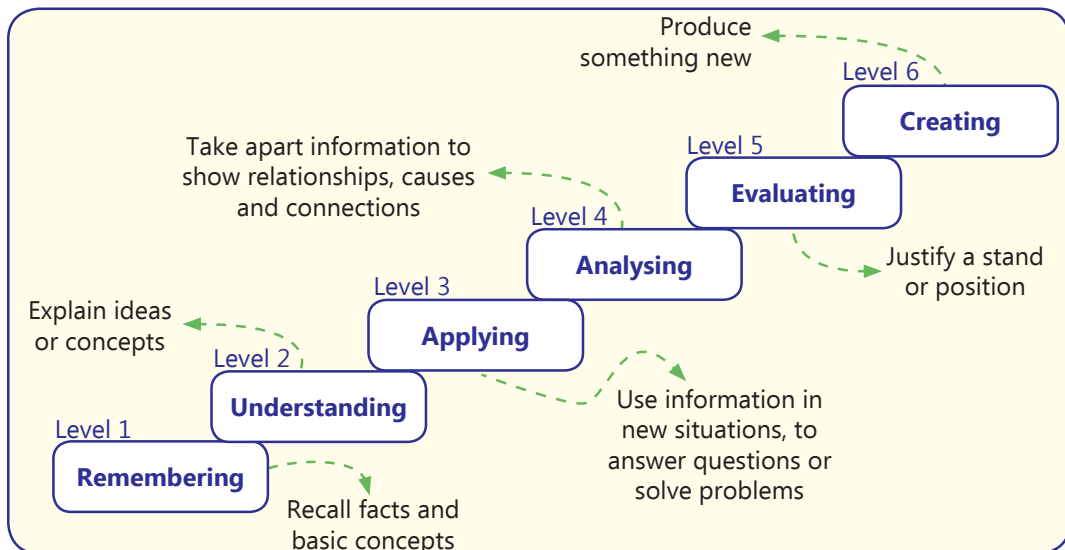 Produce
something new
Level 6
Creating
Take apart information to
show relationships, causes
and connections
Level 5
Evaluating
Justify a stand
or position
Level 4
Analysing
Level 3
Applying
Use information in
new situations, to
answer questions or
solve problems
Explain ideas
or concepts
Level 2
Understanding
Level 1
Remembering
Recall facts and
basic concepts